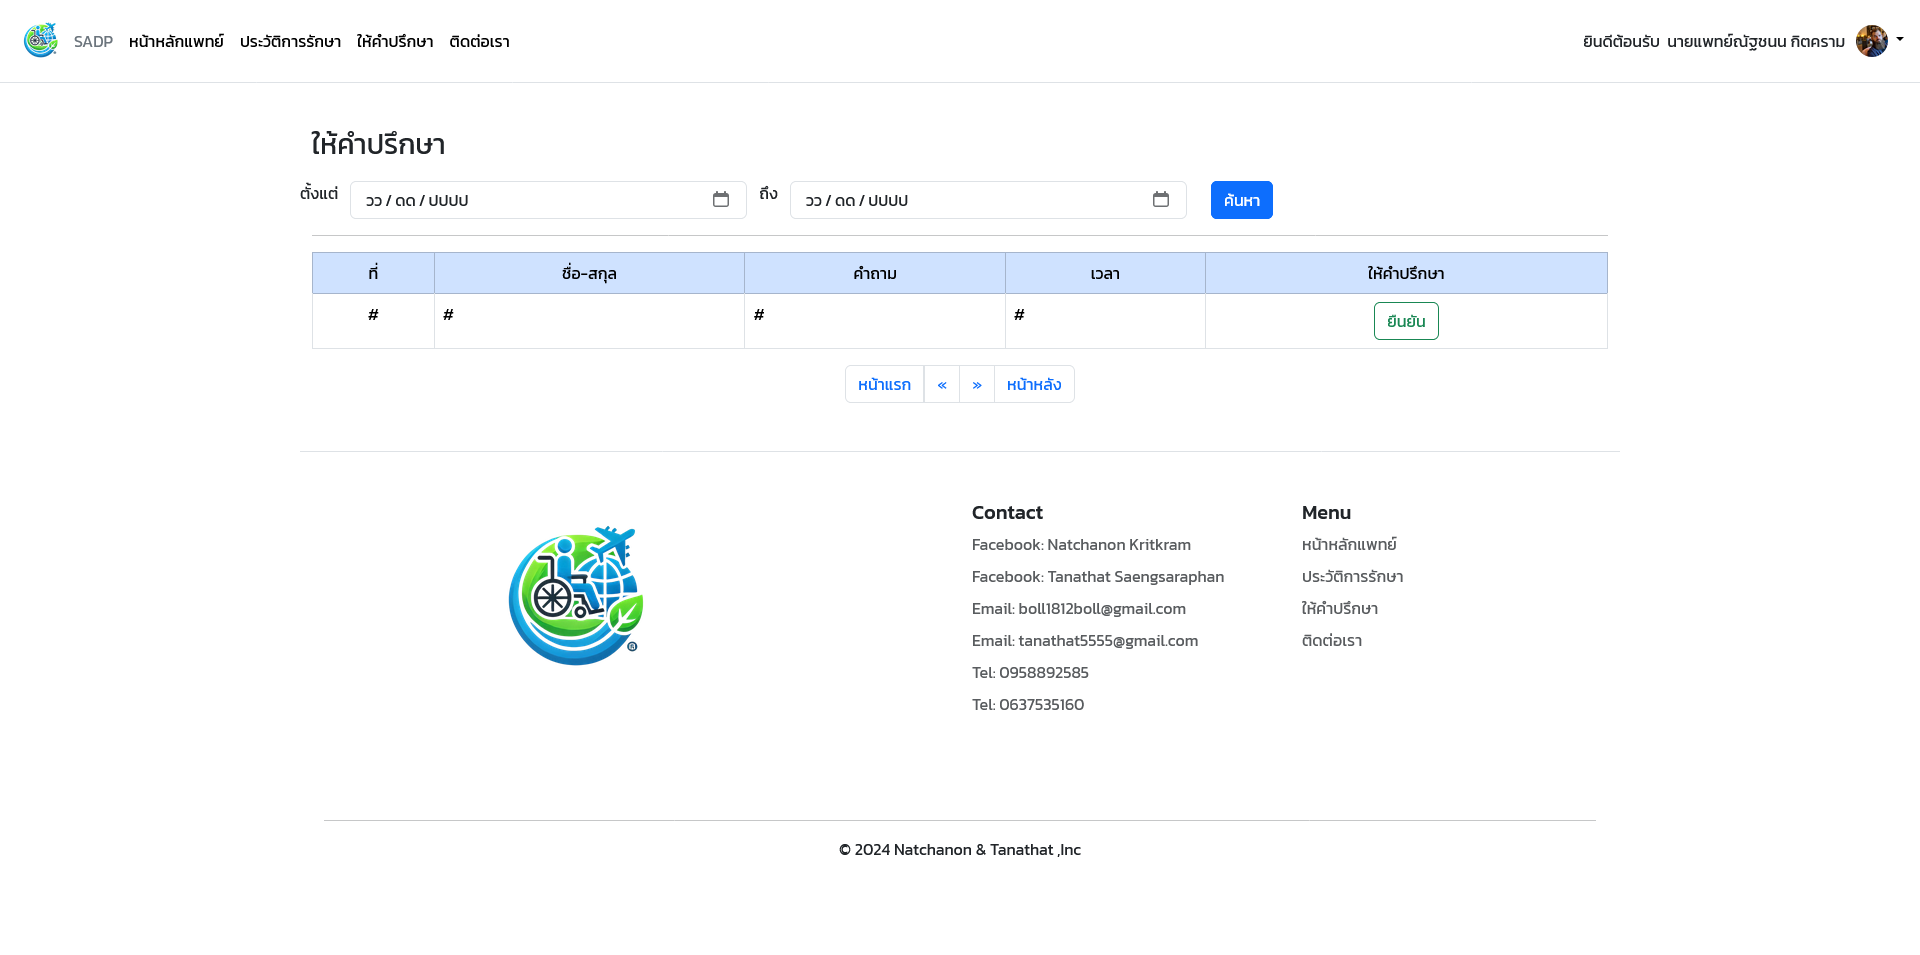 SADP หน้าหลักแพทย์ ประวัติการรักษา ให้คำปรึกษา ติดต่อเรา ยินดีต้อนรับ นายแพทย์ณัฐชนน กิตคราม
ให้คำปรึกษา
ตั้งแต่ วว / ดด / ปปปป ถึง วว / ดด / ปปปป ค้นหา
ที่ ชื่อ-สกุล คำถาม เวลา ให้คำปรึกษา
# # # # ยืนยัน
หน้าแรก « » หน้าหลัง
Contact
Facebook: Natchanon Kritkram
Facebook: Tanathat Saengsaraphan
Email: boll1812boll@gmail.com
Email: tanathat5555@gmail.com
Tel: 0958892585
Tel: 0637535160
Menu
หน้าหลักแพทย์
ประวัติการรักษา
ให้คำปรึกษา
ติดต่อเรา
© 2024 Natchanon & Tanathat ,Inc